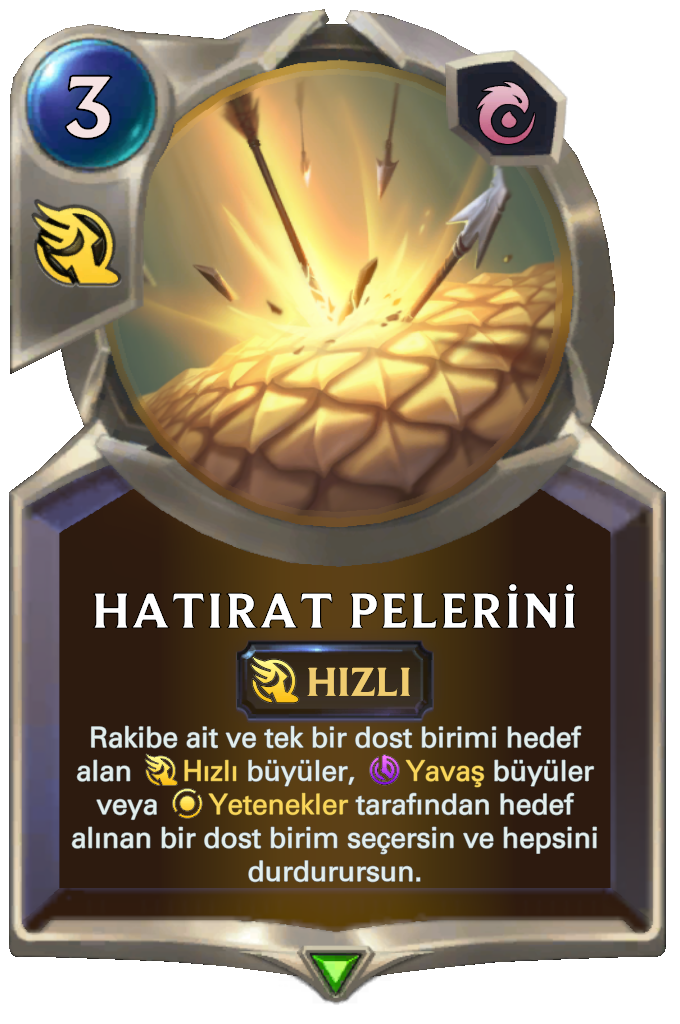 3
HATIRAT PELERİNİ
HIZLI
Rakibe ait ve tek bir dost birimi hedef
alan Hızlı büyüler, Yavaş büyüler
veya Yetenekler tarafından hedef
alınan bir dost birim seçersin ve hepsini
durdurursun.